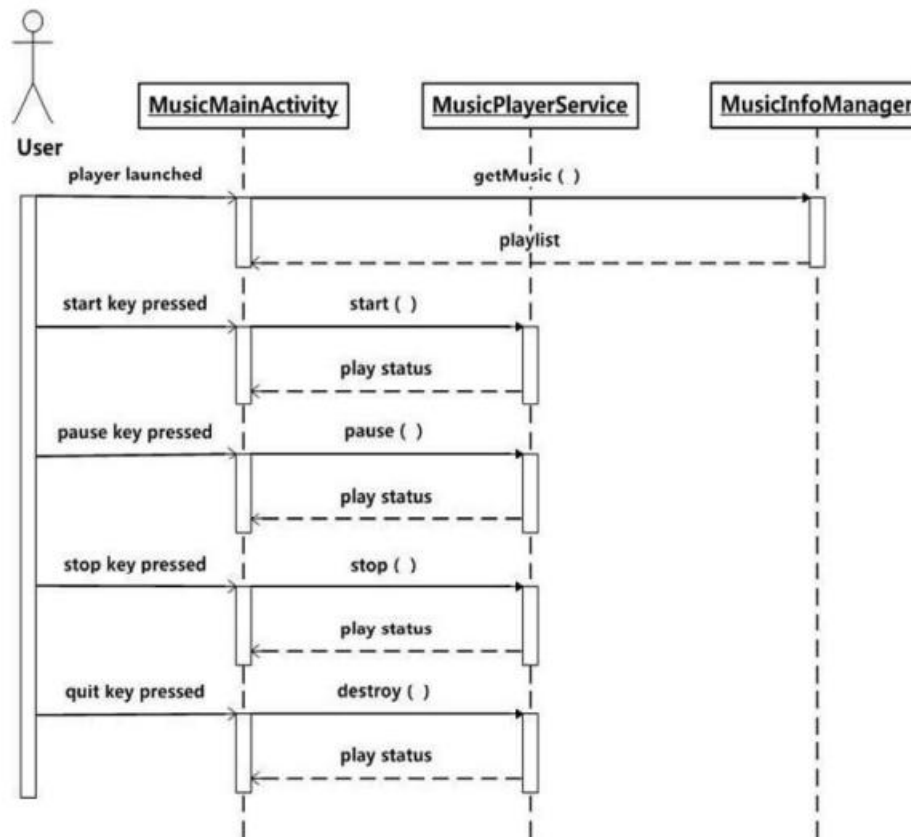 MusicMainActivity
MusicPlayerService
MusicInfoManager
User
player launched
getMusic ( )
playlist
start key pressed
start ( )
play status
pause key pressed
pause ( )
play status
stop key pressed
stop ( )
play status
quit key pressed
destroy ( )
play status